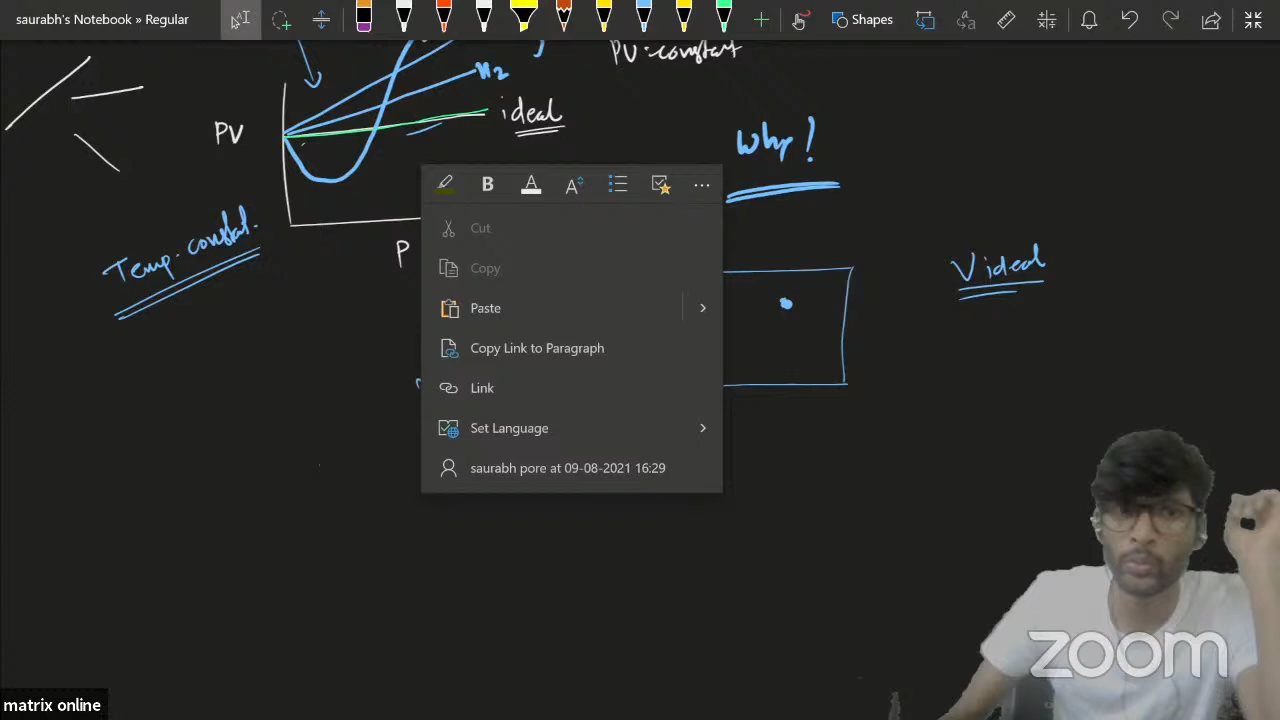 saurabh's Notebook » Regular
Shapes
PV=constant
N2
ideal
PV
Why!
Temp. constat.
P
V ideal
B
A
A
Cut
Copy
Paste
Copy Link to Paragraph
Link
Set Language
saurabh pore at 09-08-2021 16:29
zoom
matrix online